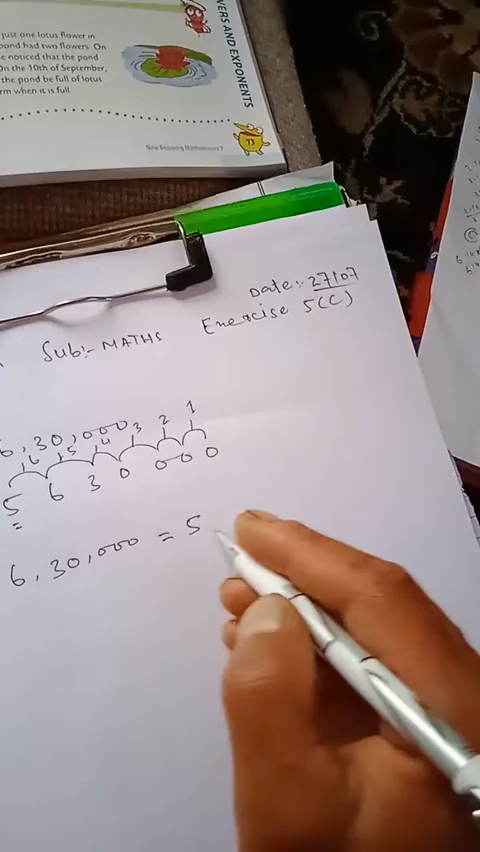 just one lotus flower in
pond had two flowers. On
e noticed that the pond
On the 10th of September,
the pond be full of lotus
rm when it is full.
VERS AND EXPONENTS
73
New Enjoying Mathematics 7
Date:- 27/07
Sub:- MATHS Exercise 5(C)
6,30,000
6 5 4 3 2 1
5 6 3 0 0 0 0
6,30,000 = 5